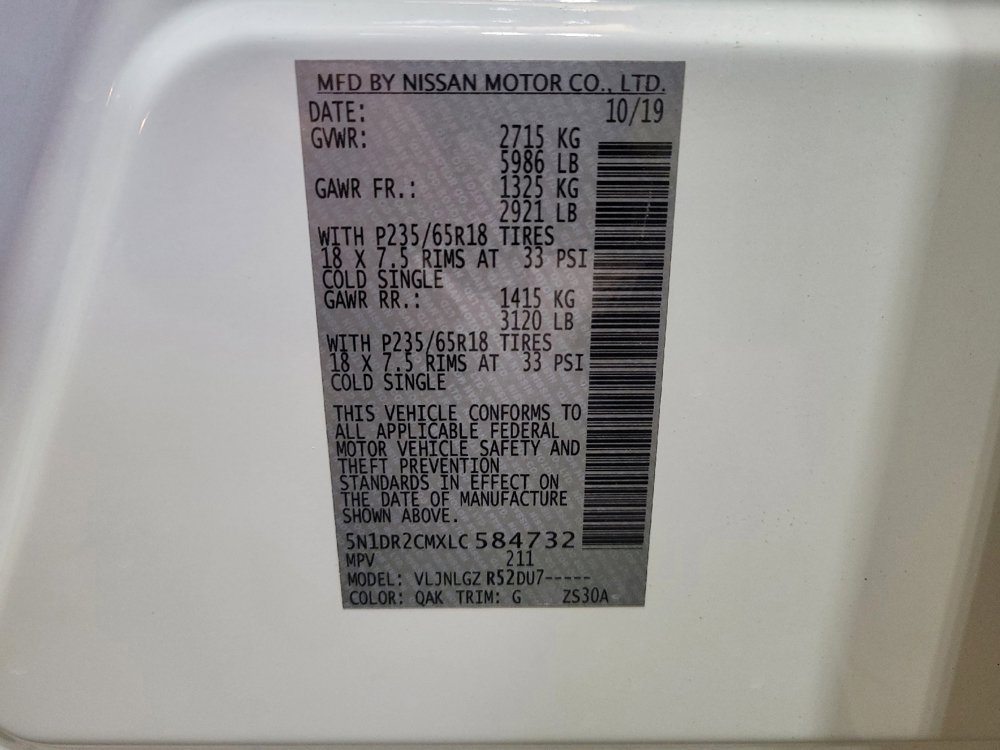 MFD BY NISSAN MOTOR CO., LTD.
DATE: 10/19
GVWR: 2715 KG
5986 LB
GAWR FR.: 1325 KG
2921 LB
WITH P235/65R18 TIRES
18 X 7.5 RIMS AT 33 PSI
COLD SINGLE
GAWR RR.: 1415 KG
3120 LB
WITH P235/65R18 TIRES
18 X 7.5 RIMS AT 33 PSI
COLD SINGLE
THIS VEHICLE CONFORMS TO
ALL APPLICABLE FEDERAL
MOTOR VEHICLE SAFETY AND
THEFT PREVENTION
STANDARDS IN EFFECT ON
THE DATE OF MANUFACTURE
SHOWN ABOVE.
5N1DR2CMXLC584732
MPV 211
MODEL: VLJNLGZ R52DU7-----
COLOR: QAK TRIM: G ZS30A